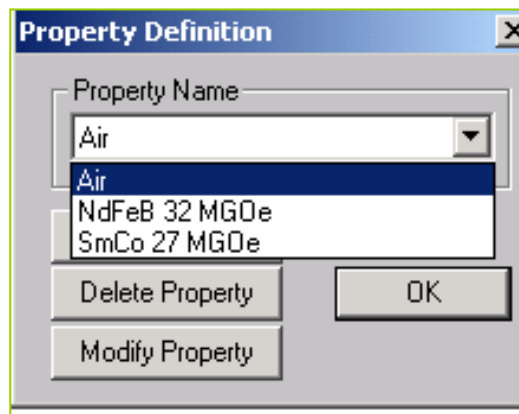 Property Definition
Property Name
Air
Air
NdFeB 32 MGOe
SmCo 27 MGOe
Delete Property
OK
Modify Property